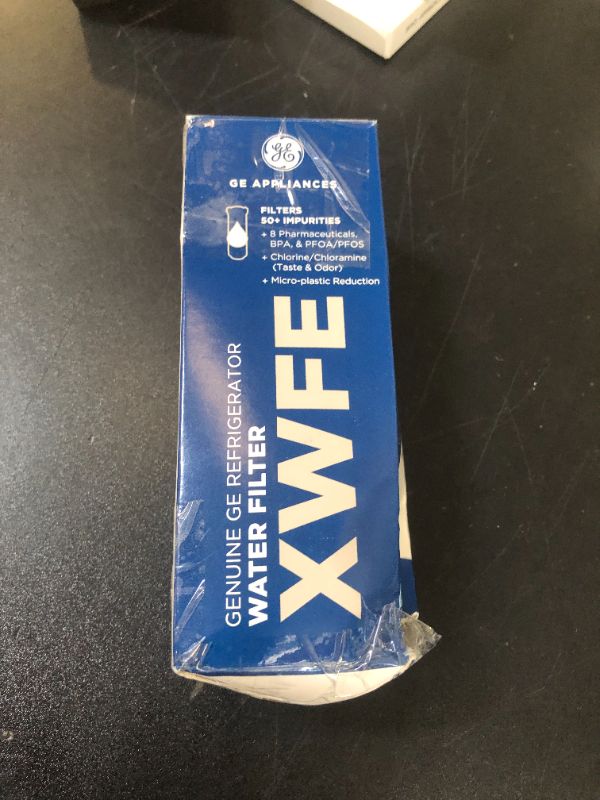 GE
GE APPLIANCES
FILTERS
50+ IMPURITIES
+ 8 Pharmaceuticals,
BPA, & PFOA/PFOS
+ Chlorine/Chloramine
(Taste & Odor)
+ Micro-plastic Reduction
GENUINE GE REFRIGERATOR
WATER FILTER
XWFE